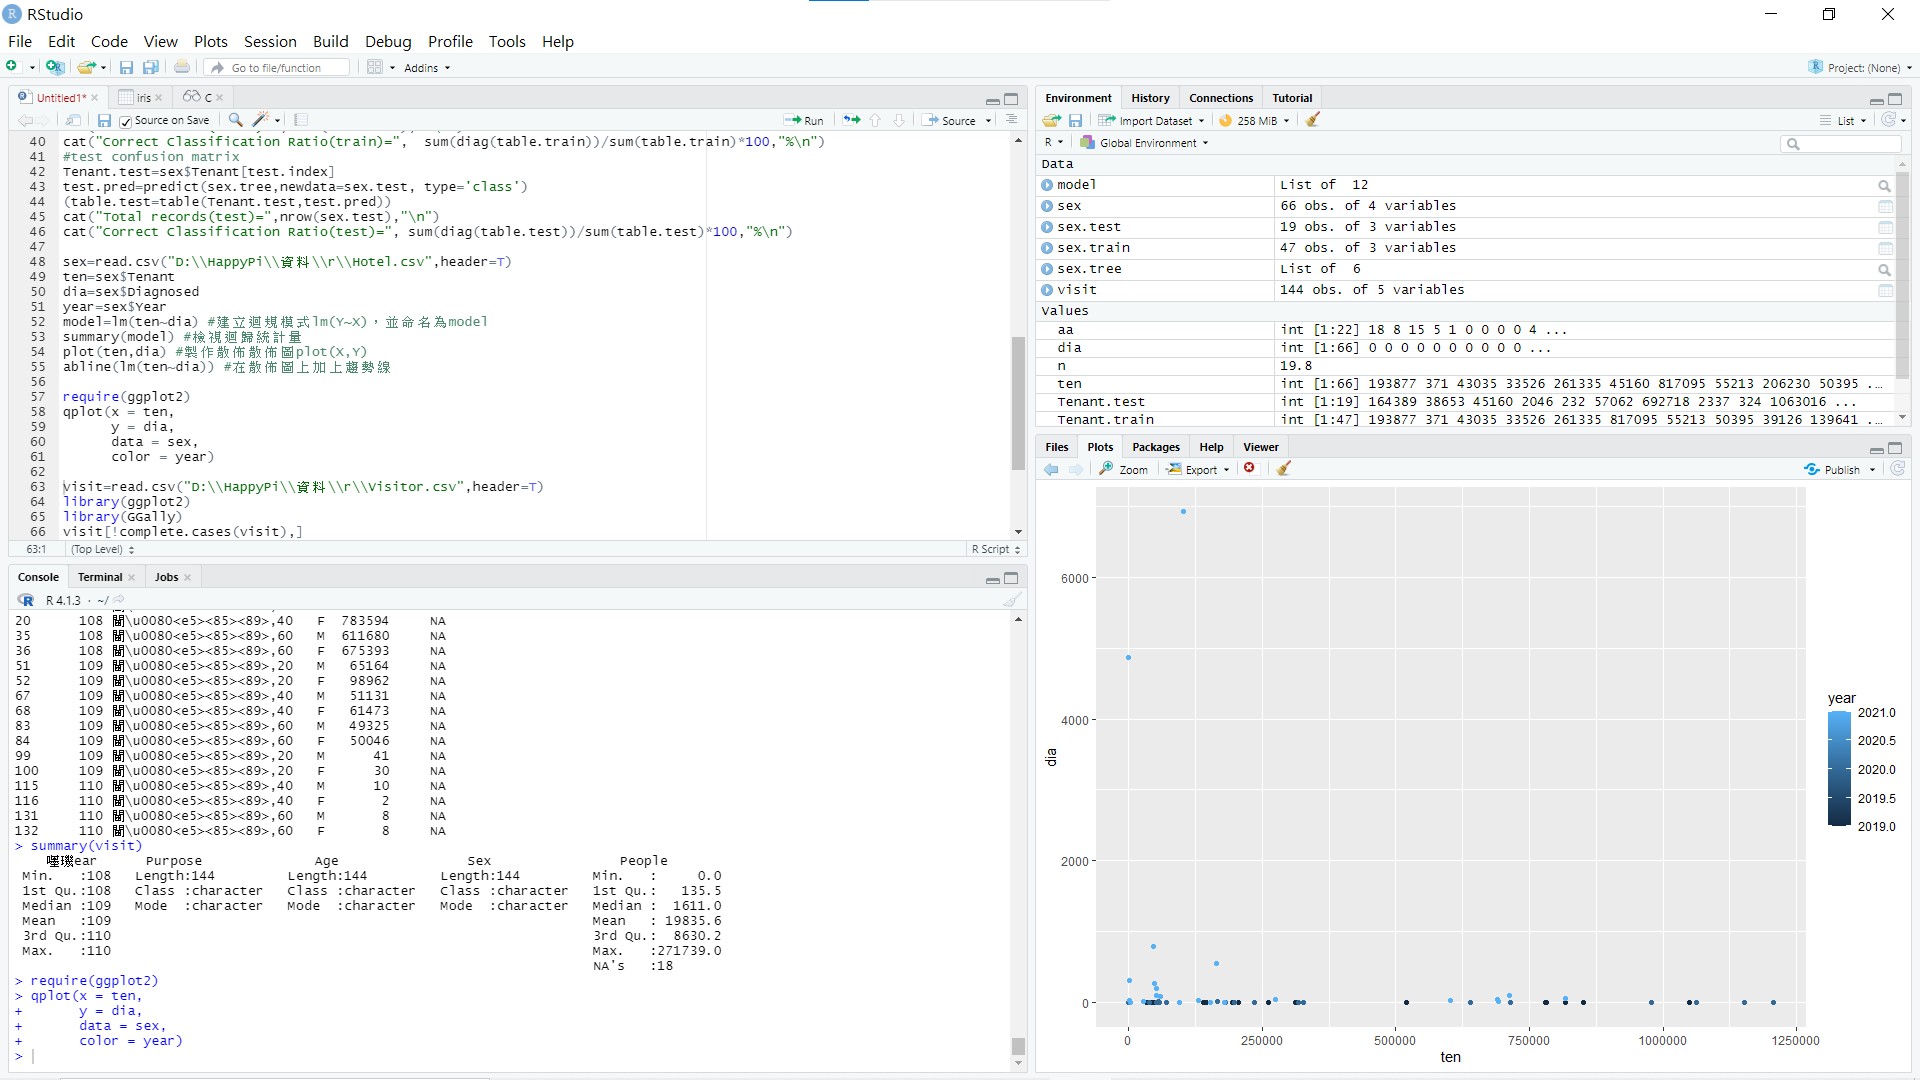 RStudio
File Edit Code View Plots Session Build Debug Profile Tools Help
Go to file/function Addins Project: (None)
Untitled1* iris C
Source on Save Run Source
40 cat("Correct Classification Ratio(train)=", sum(diag(table.train))/sum(table.train)*100,"%\n")
41 #test confusion matrix
42 Tenant.test=sex$Tenant[test.index]
43 test.pred=predict(sex.tree,newdata=sex.test, type='class')
44 (table.test=table(Tenant.test,test.pred))
45 cat("Total records(test)=",nrow(sex.test),"\n")
46 cat("Correct Classification Ratio(test)=", sum(diag(table.test))/sum(table.test)*100,"%\n")
47
48 sex=read.csv("D:\\HappyPi\\資料\\r\\Hotel.csv",header=T)
49 ten=sex$Tenant
50 dia=sex$Diagnosed
51 year=sex$Year
52 model=lm(ten~dia) #建立迴規模式lm(Y~X)，並命名為model
53 summary(model) #檢視迴歸統計量
54 plot(ten,dia) #製作散佈散佈圖plot(X,Y)
55 abline(lm(ten~dia)) #在散佈圖上加上趨勢線
56
57 require(ggplot2)
58 qplot(x = ten,
59 y = dia,
60 data = sex,
61 color = year)
62
63 visit=read.csv("D:\\HappyPi\\資料\\r\\Visitor.csv",header=T)
64 library(ggplot2)
65 library(GGally)
66 visit[!complete.cases(visit),]
63:1 (Top Level) R Script
Console Terminal Jobs
R 4.1.3 · ~/
20 108 \u0080<e5><85><89>,40 F 783594 NA
35 108 \u0080<e5><85><89>,60 M 611680 NA
36 108 \u0080<e5><85><89>,60 F 675393 NA
51 109 \u0080<e5><85><89>,20 M 65164 NA
52 109 \u0080<e5><85><89>,20 F 98962 NA
67 109 \u0080<e5><85><89>,40 M 51131 NA
68 109 \u0080<e5><85><89>,40 F 61473 NA
83 109 \u0080<e5><85><89>,60 M 49325 NA
84 109 \u0080<e5><85><89>,60 F 50046 NA
99 109 \u0080<e5><85><89>,20 M 41 NA
100 109 \u0080<e5><85><89>,20 F 30 NA
115 110 \u0080<e5><85><89>,40 M 10 NA
116 110 \u0080<e5><85><89>,40 F 2 NA
131 110 \u0080<e5><85><89>,60 M 8 NA
132 110 \u0080<e5><85><89>,60 F 8 NA
> summary(visit)
ear Purpose Age Sex People
Min. :108 Length:144 Length:144 Length:144 Min. : 0.0
1st Qu.:108 Class :character Class :character Class :character 1st Qu.: 135.5
Median :109 Mode :character Mode :character Mode :character Median : 1611.0
Mean :109 Mean : 19835.6
3rd Qu.:110 3rd Qu.: 8630.2
Max. :110 Max. :271739.0
NA's :18
> require(ggplot2)
> qplot(x = ten,
+ y = dia,
+ data = sex,
+ color = year)
>
Environment History Connections Tutorial
Import Dataset 258 MiB List
R Global Environment
Data
model List of 12
sex 66 obs. of 4 variables
sex.test 19 obs. of 3 variables
sex.train 47 obs. of 3 variables
sex.tree List of 6
visit 144 obs. of 5 variables
Values
aa int [1:22] 18 8 15 5 1 0 0 0 0 4 ...
dia int [1:66] 0 0 0 0 0 0 0 0 0 0 ...
n 19.8
ten int [1:66] 193877 371 43035 33526 261335 45160 817095 55213 206230 50395 ...
Tenant.test int [1:19] 164389 38653 45160 2046 232 57062 692718 2337 324 1063016 ...
Tenant.train int [1:47] 193877 371 43035 33526 261335 817095 55213 50395 39126 139641 ...
Files Plots Packages Help Viewer
Zoom Export Publish
6000
4000
2000
0
dia
0 250000 500000 750000 1000000 1250000
ten
year
2021.0
2020.5
2020.0
2019.5
2019.0